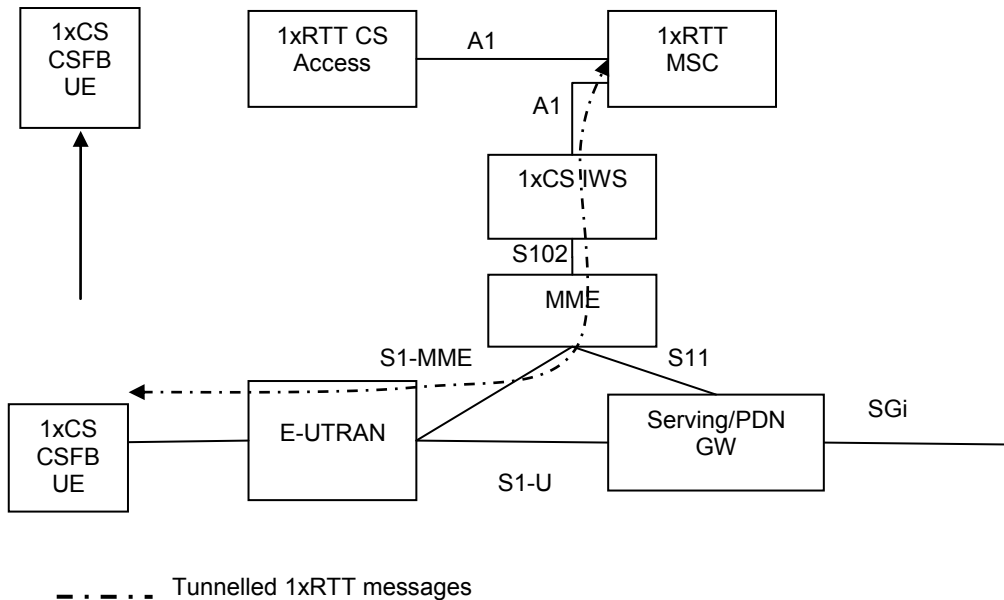 1xCS
CSFB
UE
1xRTT CS
Access
A1
1xRTT
MSC
A1
1xCS IWS
S102
MME
S1-MME
S11
SGi
1xCS
CSFB
UE
E-UTRAN
Serving/PDN
GW
S1-U
Tunnelled 1xRTT messages